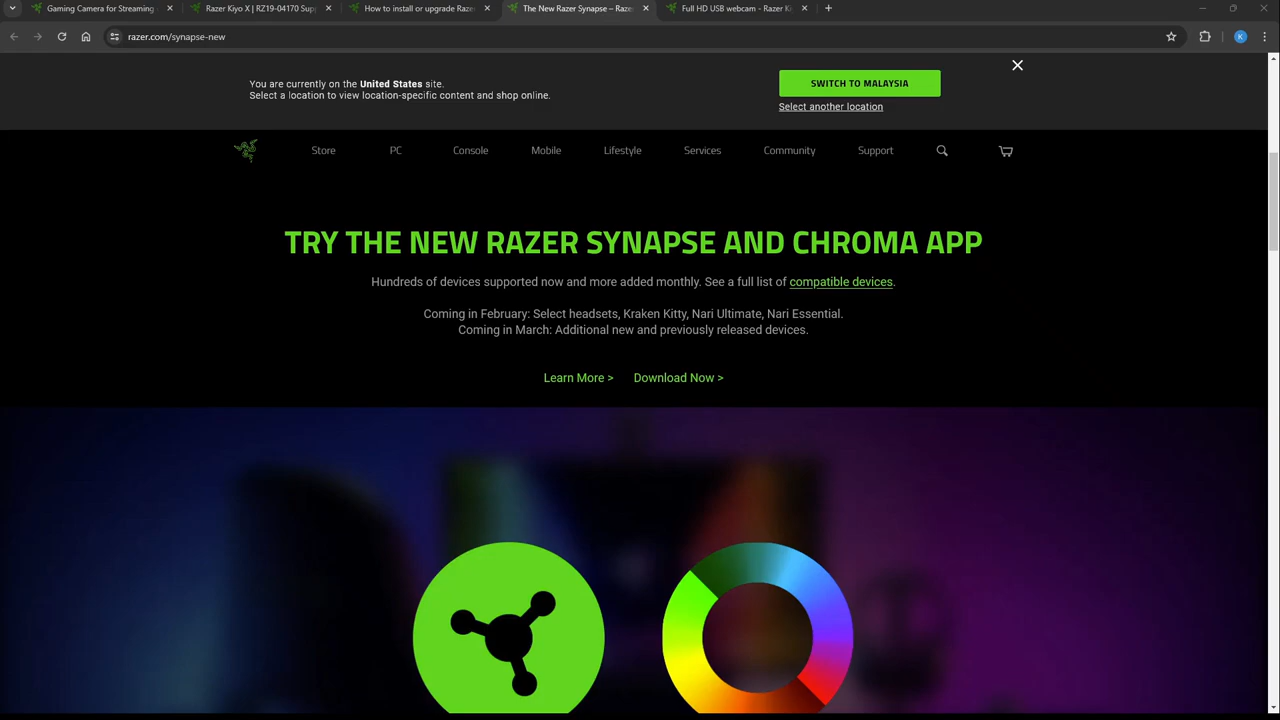 Gaming Camera for Streaming
Razer Kiyo X | RZ19-04170 Sup
How to install or upgrade Razer
The New Razer Synapse – Raze
Full HD USB webcam - Razer K
razer.com/synapse-new
K
You are currently on the United States site.
Select a location to view location-specific content and shop online.
SWITCH TO MALAYSIA
Select another location
Store
PC
Console
Mobile
Lifestyle
Services
Community
Support
TRY THE NEW RAZER SYNAPSE AND CHROMA APP
Hundreds of devices supported now and more added monthly. See a full list of compatible devices.
Coming in February: Select headsets, Kraken Kitty, Nari Ultimate, Nari Essential.
Coming in March: Additional new and previously released devices.
Learn More >
Download Now >